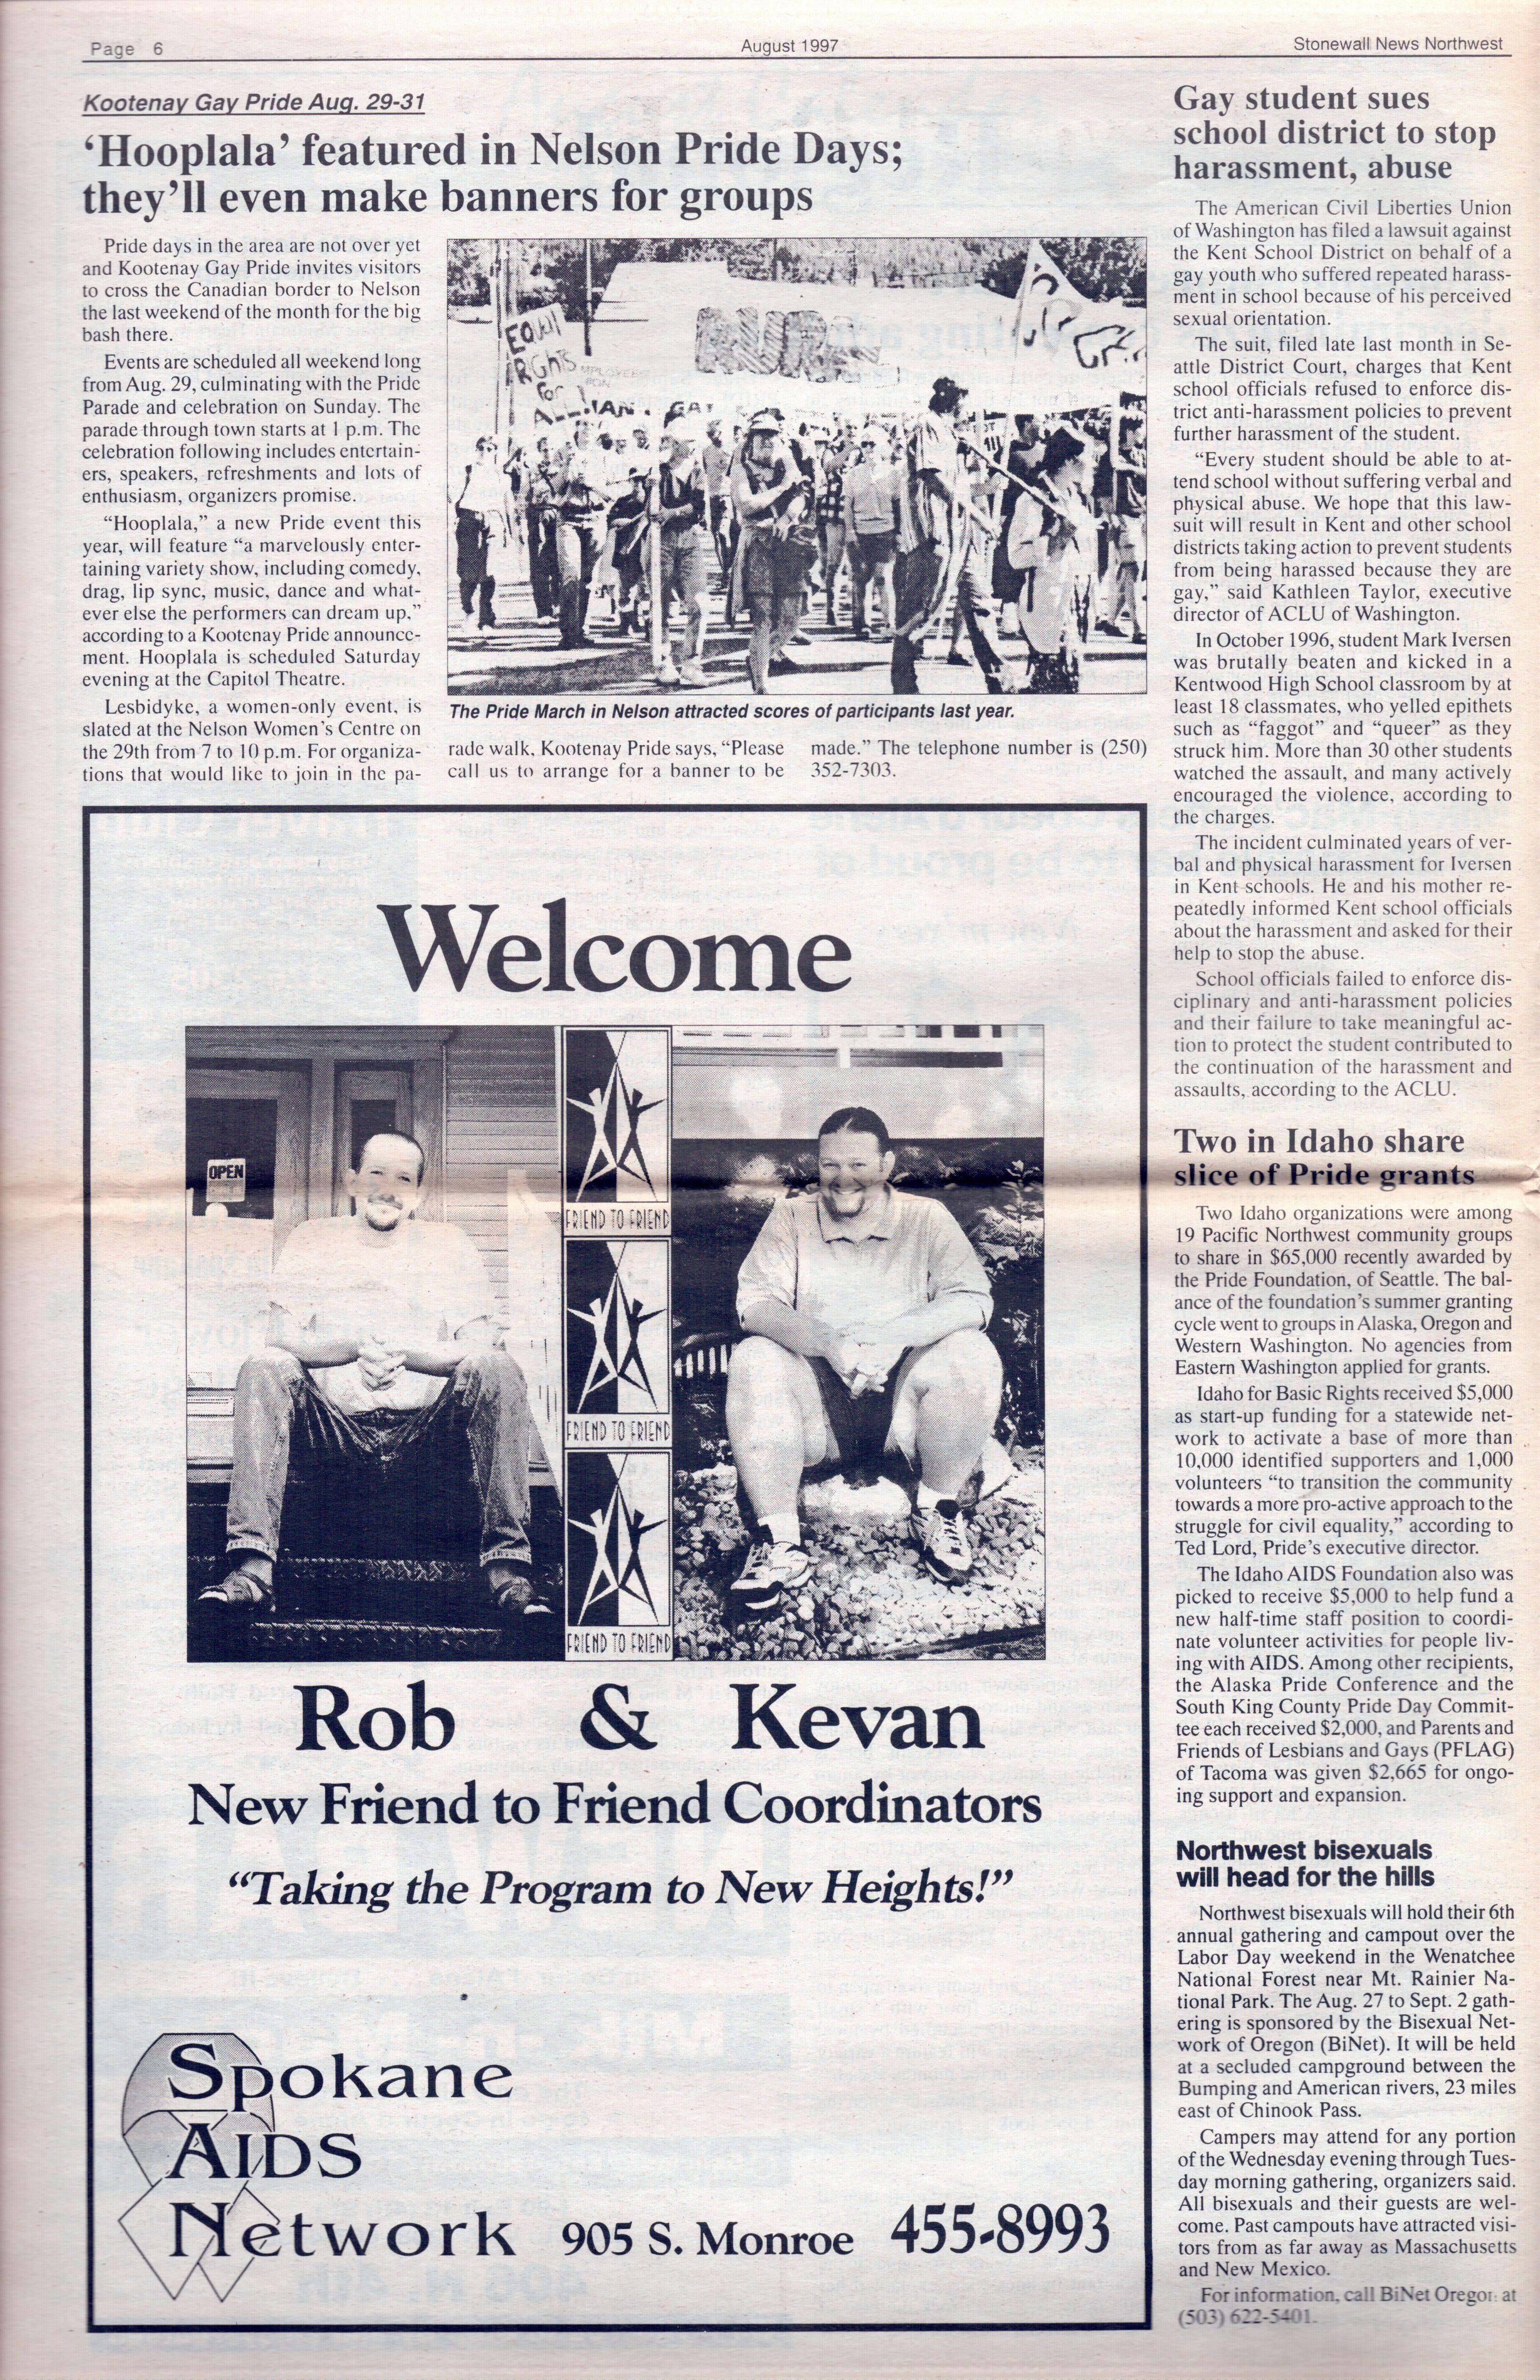 Page 6
August 1997
Stonewall News Northwest
Kootenay Gay Pride Aug. 29-31
‘Hooplala’ featured in Nelson Pride Days;
they’ll even make banners for groups
Pride days in the area are not over yet
and Kootenay Gay Pride invites visitors
to cross the Canadian border to Nelson
the last weekend of the month for the big
bash there.
Events are scheduled all weekend long
from Aug. 29, culminating with the Pride
Parade and celebration on Sunday. The
parade through town starts at 1 p.m. The
celebration following includes entertain-
ers, speakers, refreshments and lots of
enthusiasm, organizers promise.
“Hooplala,” a new Pride event this
year, will feature “a marvelously enter-
taining variety show, including comedy,
drag, lip sync, music, dance and what-
ever else the performers can dream up,”
according to a Kootenay Pride announce-
ment. Hooplala is scheduled Saturday
evening at the Capitol Theatre.
Lesbidyke, a women-only event, is
slated at the Nelson Women’s Centre on
the 29th from 7 to 10 p.m. For organiza-
tions that would like to join in the pa-
EQUAL
RIGHTS
for
ALL!
The Pride March in Nelson attracted scores of participants last year.
rade walk, Kootenay Pride says, “Please
call us to arrange for a banner to be
made.” The telephone number is (250)
352-7303.
Welcome
OPEN
FRIEND TO FRIEND
FRIEND TO FRIEND
FRIEND TO FRIEND
Rob & Kevan
New Friend to Friend Coordinators
“Taking the Program to New Heights!”
Spokane
AIDS
Network 905 S. Monroe 455-8993
Gay student sues
school district to stop
harassment, abuse
The American Civil Liberties Union
of Washington has filed a lawsuit against
the Kent School District on behalf of a
gay youth who suffered repeated harass-
ment in school because of his perceived
sexual orientation.
The suit, filed late last month in Se-
attle District Court, charges that Kent
school officials refused to enforce dis-
trict anti-harassment policies to prevent
further harassment of the student.
“Every student should be able to at-
tend school without suffering verbal and
physical abuse. We hope that this law-
suit will result in Kent and other school
districts taking action to prevent students
from being harassed because they are
gay,” said Kathleen Taylor, executive
director of ACLU of Washington.
In October 1996, student Mark Iversen
was brutally beaten and kicked in a
Kentwood High School classroom by at
least 18 classmates, who yelled epithets
such as “faggot” and “queer” as they
struck him. More than 30 other students
watched the assault, and many actively
encouraged the violence, according to
the charges.
The incident culminated years of ver-
bal and physical harassment for Iversen
in Kent schools. He and his mother re-
peatedly informed Kent school officials
about the harassment and asked for their
help to stop the abuse.
School officials failed to enforce dis-
ciplinary and anti-harassment policies
and their failure to take meaningful ac-
tion to protect the student contributed to
the continuation of the harassment and
assaults, according to the ACLU.
Two in Idaho share
slice of Pride grants
Two Idaho organizations were among
19 Pacific Northwest community groups
to share in $65,000 recently awarded by
the Pride Foundation, of Seattle. The bal-
ance of the foundation’s summer granting
cycle went to groups in Alaska, Oregon and
Western Washington. No agencies from
Eastern Washington applied for grants.
Idaho for Basic Rights received $5,000
as start-up funding for a statewide net-
work to activate a base of more than
10,000 identified supporters and 1,000
volunteers “to transition the community
towards a more pro-active approach to the
struggle for civil equality,” according to
Ted Lord, Pride’s executive director.
The Idaho AIDS Foundation also was
picked to receive $5,000 to help fund a
new half-time staff position to coordi-
nate volunteer activities for people liv-
ing with AIDS. Among other recipients,
the Alaska Pride Conference and the
South King County Pride Day Commit-
tee each received $2,000, and Parents and
Friends of Lesbians and Gays (PFLAG)
of Tacoma was given $2,665 for ongo-
ing support and expansion.
Northwest bisexuals
will head for the hills
Northwest bisexuals will hold their 6th
annual gathering and campout over the
Labor Day weekend in the Wenatchee
National Forest near Mt. Rainier Na-
tional Park. The Aug. 27 to Sept. 2 gath-
ering is sponsored by the Bisexual Net-
work of Oregon (BiNet). It will be held
at a secluded campground between the
Bumping and American rivers, 23 miles
east of Chinook Pass.
Campers may attend for any portion
of the Wednesday evening through Tues-
day morning gathering, organizers said.
All bisexuals and their guests are wel-
come. Past campouts have attracted visi-
tors from as far away as Massachusetts
and New Mexico.
For information, call BiNet Oregon at
(503) 622-5401.